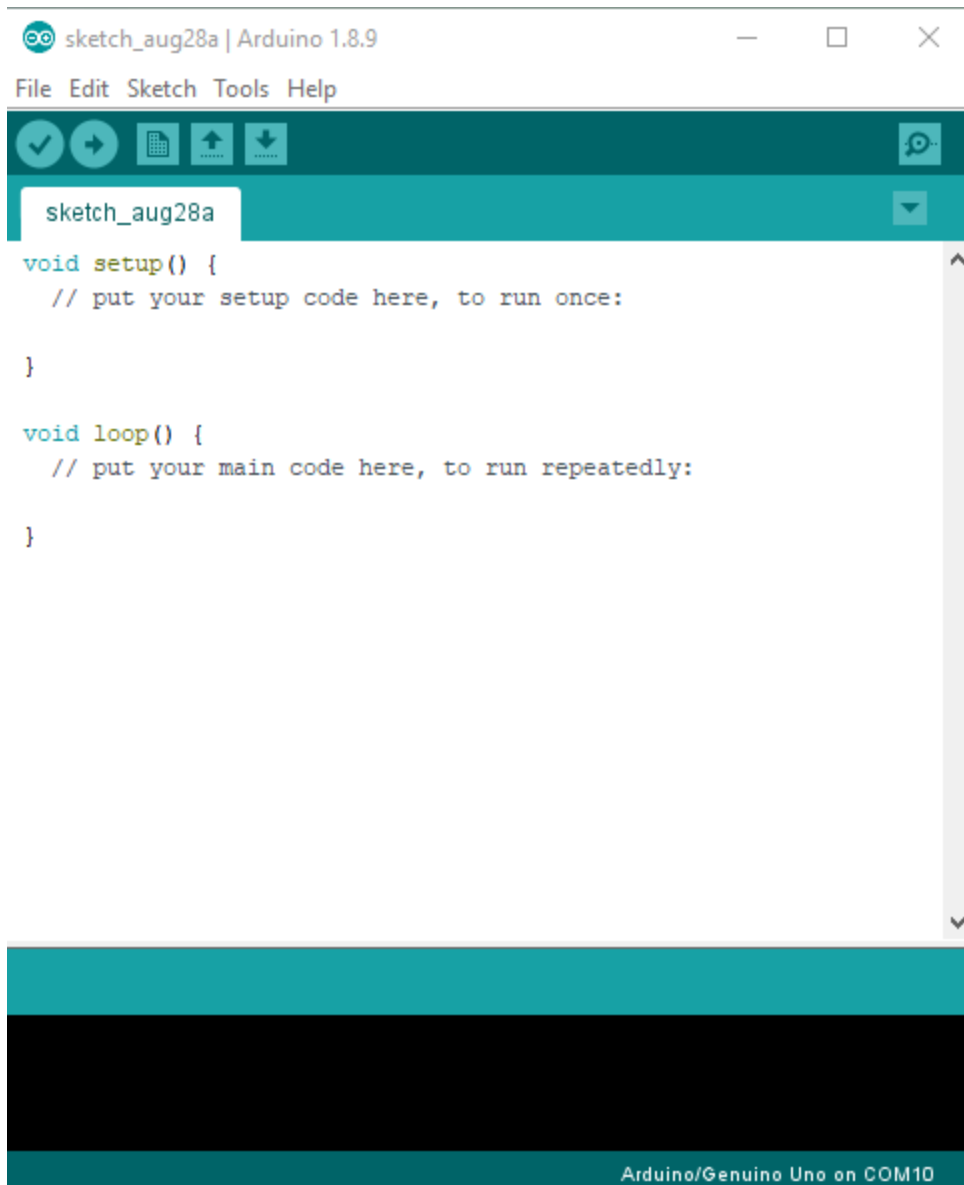 sketch_aug28a | Arduino 1.8.9
File Edit Sketch Tools Help
sketch_aug28a
void setup() {
  // put your setup code here, to run once:

}

void loop() {
  // put your main code here, to run repeatedly:

}
Arduino/Genuino Uno on COM10